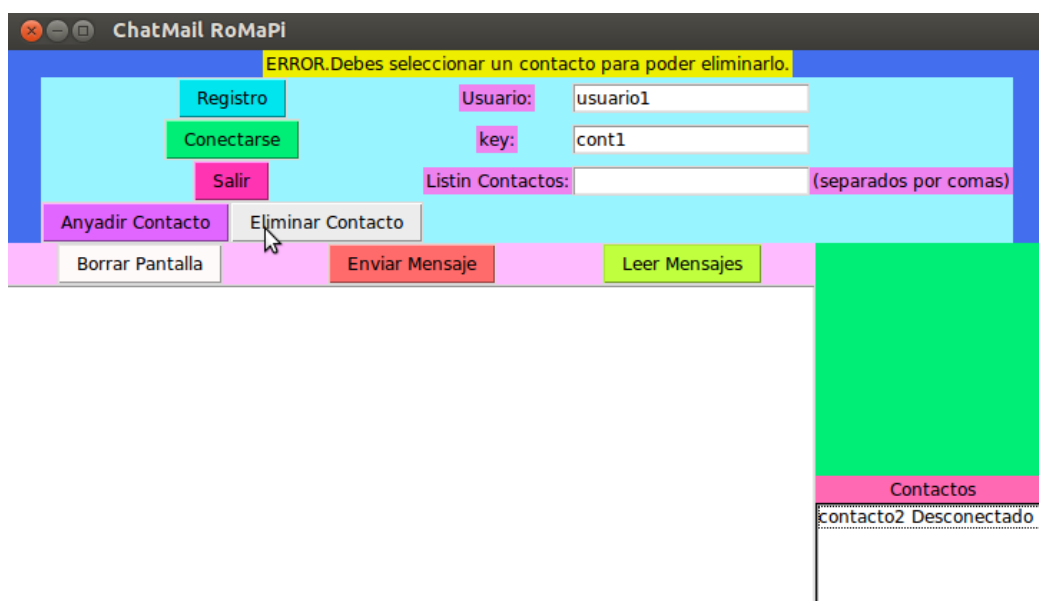 ChatMail RoMaPi
ERROR.Debes seleccionar un contacto para poder eliminarlo.
Registro Usuario: usuario1
Conectarse key: cont1
Salir Listin Contactos: (separados por comas)
Anyadir Contacto Eliminar Contacto
Borrar Pantalla Enviar Mensaje Leer Mensajes
Contactos
contacto2 Desconectado